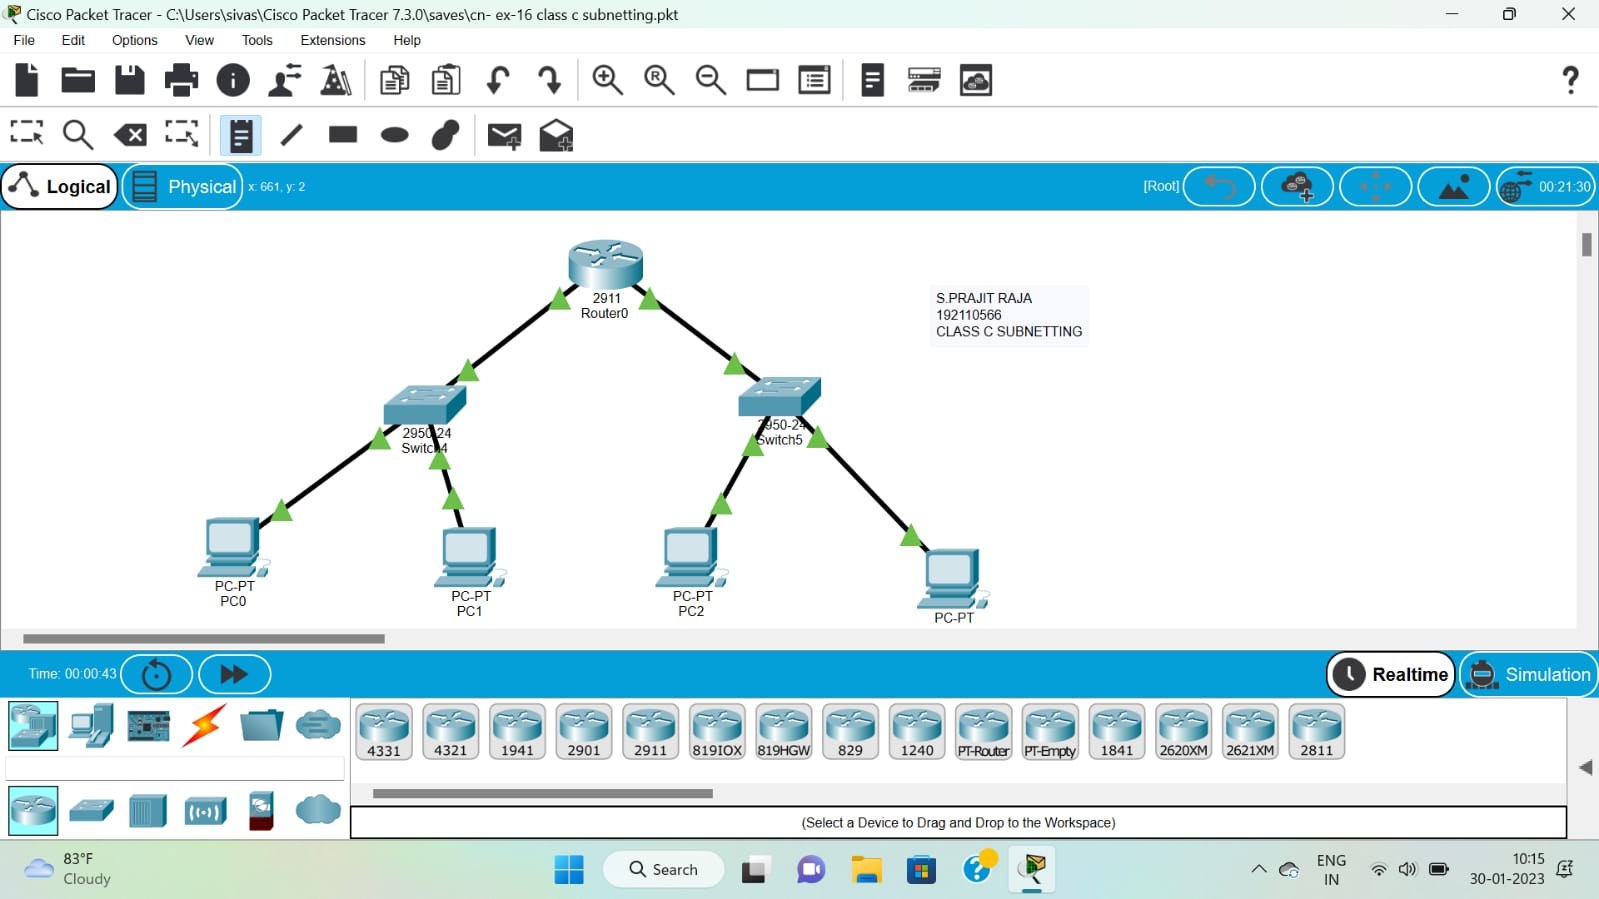 Cisco Packet Tracer - C:\Users\sivas\Cisco Packet Tracer 7.3.0\saves\cn- ex-16 class c subnetting.pkt
File Edit Options View Tools Extensions Help
Logical Physical x: 661, y: 2 [Root] 00:21:30
2911
Router0
S.PRAJIT RAJA
192110566
CLASS C SUBNETTING
2950-24
Switch4
2950-24
Switch5
PC-PT
PC0
PC-PT
PC1
PC-PT
PC2
PC-PT
Time: 00:00:43 Realtime Simulation
4331 4321 1941 2901 2911 819IOX 819HGW 829 1240 PT-Router PT-Empty 1841 2620XM 2621XM 2811
(Select a Device to Drag and Drop to the Workspace)
83°F
Cloudy
Search
ENG
IN
10:15
30-01-2023